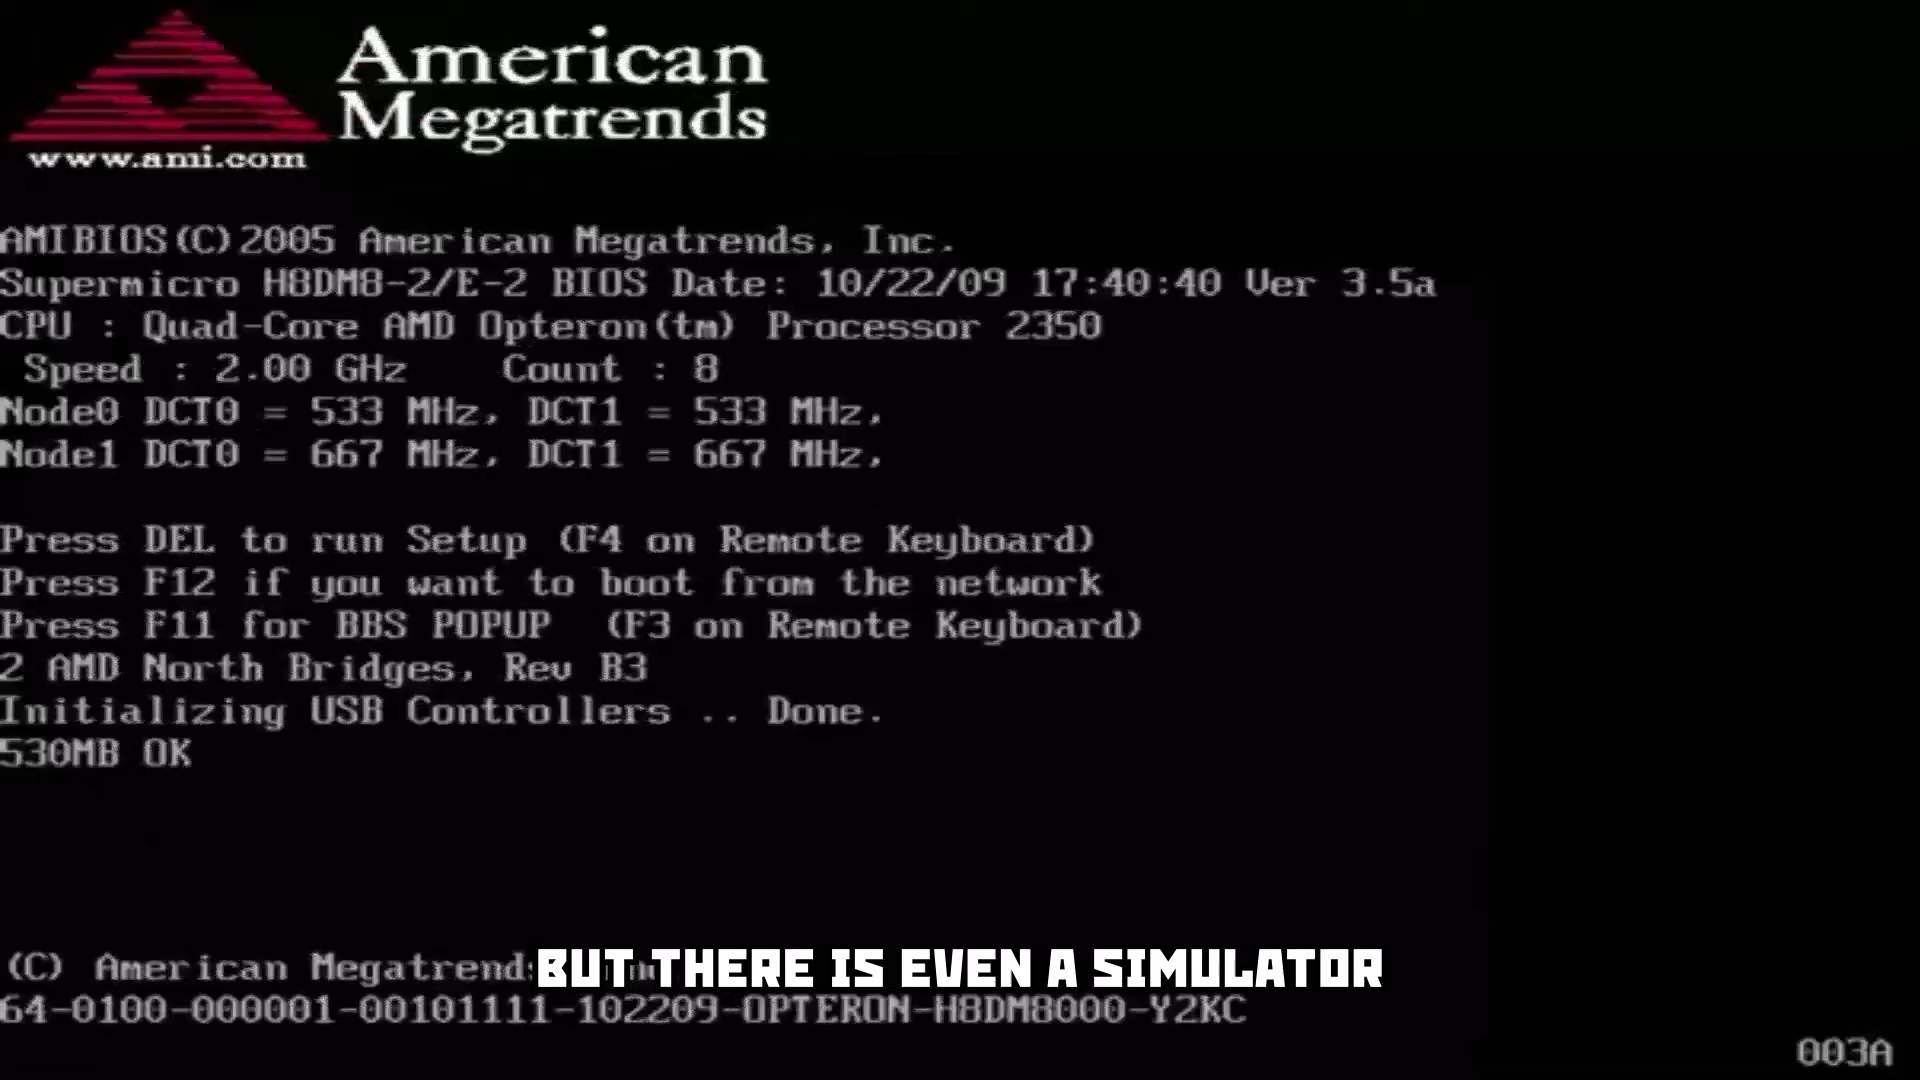 American
Megatrends
www.ami.com
AMIBIOS(C)2005 American Megatrends, Inc.
Supermicro H8DM8-2/E-2 BIOS Date: 10/22/09 17:40:40 Ver 3.5a
CPU : Quad-Core AMD Opteron(tm) Processor 2350
Speed : 2.00 GHz Count : 8
Node0 DCT0 = 533 MHz, DCT1 = 533 MHz,
Node1 DCT0 = 667 MHz, DCT1 = 667 MHz,
Press DEL to run Setup (F4 on Remote Keyboard)
Press F12 if you want to boot from the network
Press F11 for BBS POPUP (F3 on Remote Keyboard)
2 AMD North Bridges, Rev B3
Initializing USB Controllers .. Done.
530MB OK
(C) American Megatrends
BUT THERE IS EVEN A SIMULATOR
64-0100-000001-00101111-102209-OPTERON-H8DM8000-Y2KC
003A